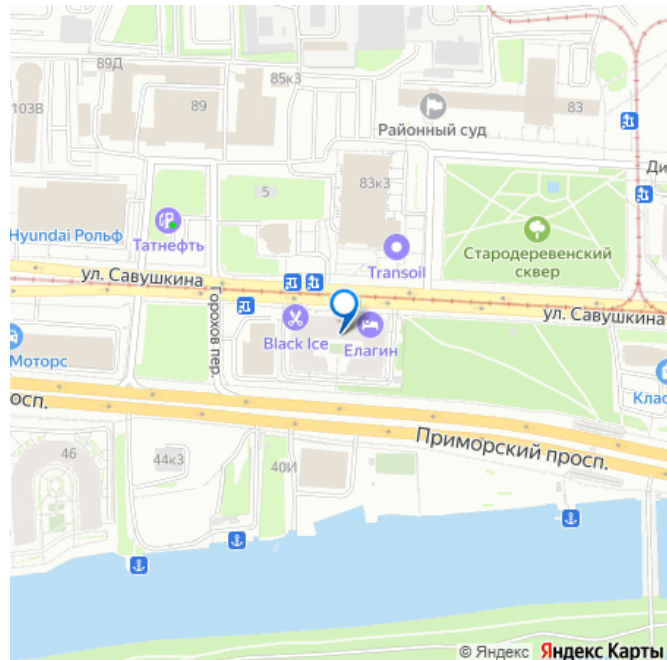 89Д
85к3
103В
89
83
Районный суд
83к3
5
Ди
Hyundai Рольф
Татнефть
Transoil
Стародеревенский
сквер
ул. Савушкина
ул. Савушкина
Горохов пер.
Black Ice
Елагин
Моторс
Клас
осп.
Приморский просп.
46
44к3
40И
© Яндекс Яндекс Карты